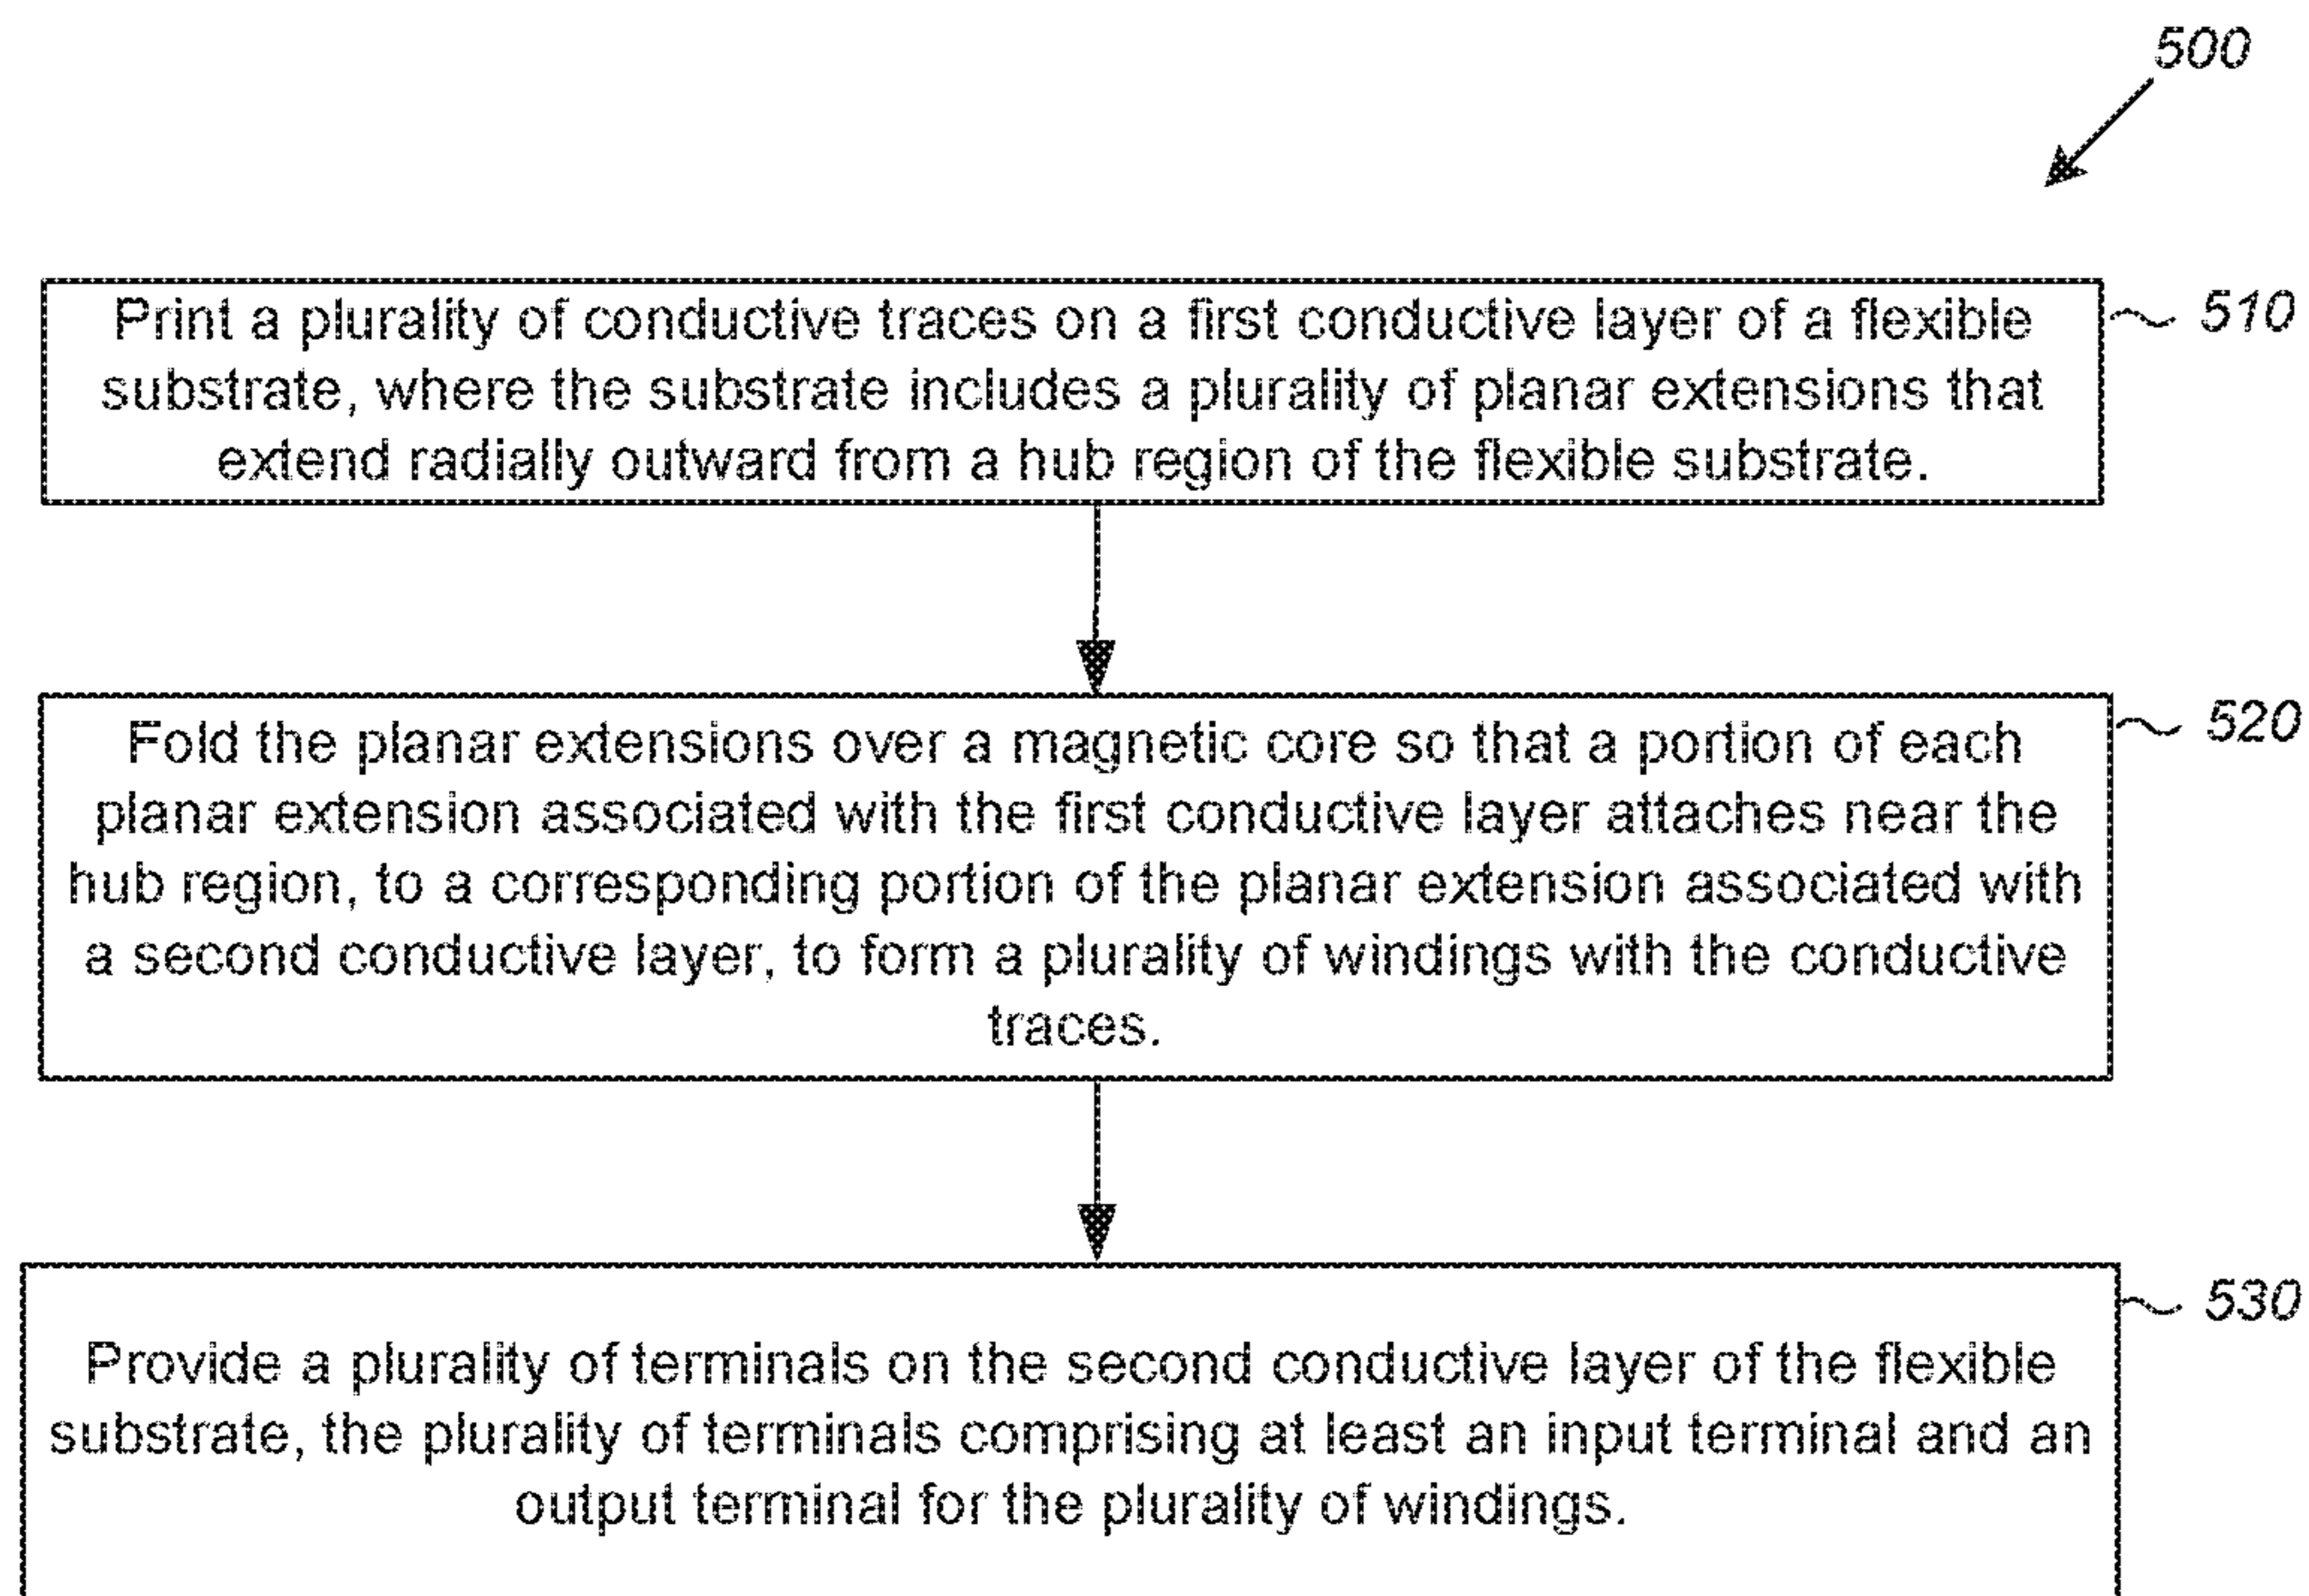 500
Print a plurality of conductive traces on a first conductive layer of a flexible
substrate, where the substrate includes a plurality of planar extensions that
extend radially outward from a hub region of the flexible substrate.
510
Fold the planar extensions over a magnetic core so that a portion of each
planar extension associated with the first conductive layer attaches near the
hub region, to a corresponding portion of the planar extension associated with
a second conductive layer, to form a plurality of windings with the conductive
traces.
520
Provide a plurality of terminals on the second conductive layer of the flexible
substrate, the plurality of terminals comprising at least an input terminal and an
output terminal for the plurality of windings.
530